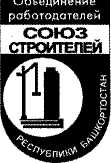 Объединение
работодателей
СОЮЗ
СТРОИТЕЛЕЙ
РЕСПУБЛИКИ БАШКОРТОСТАН